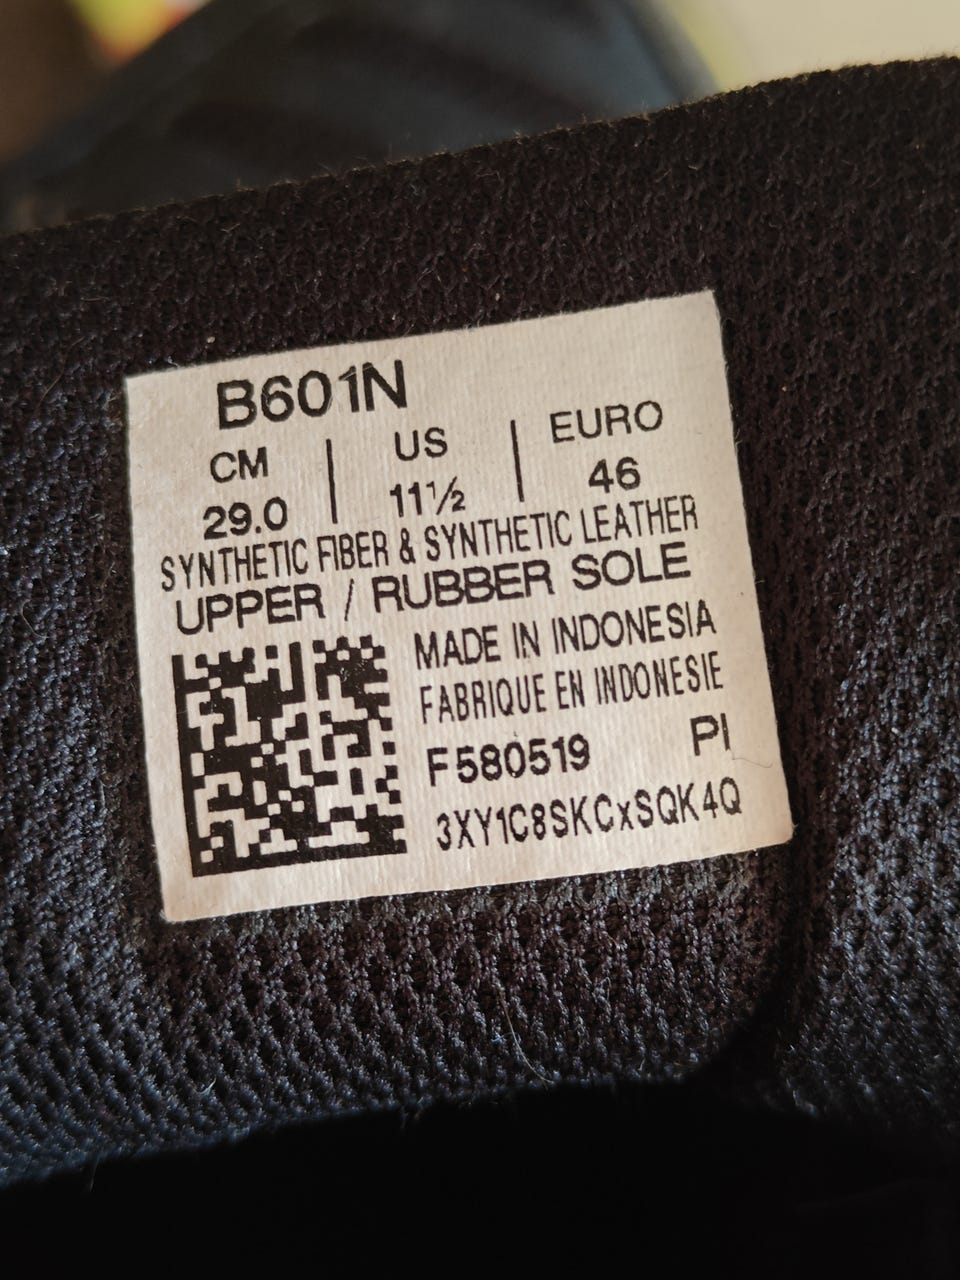 B601N
CM | US | EURO
29.0 | 11½ | 46
SYNTHETIC FIBER & SYNTHETIC LEATHER
UPPER / RUBBER SOLE
MADE IN INDONESIA
FABRIQUE EN INDONESIE
F580519 PI
3XY1C8SKCxSQK4Q